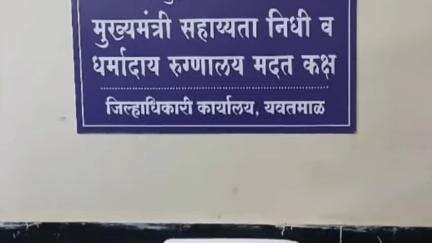 मुख्यमंत्री सहाय्यता निधी व
धर्मादाय रुग्णालय मदत कक्ष
जिल्हाधिकारी कार्यालय, यवतमाळ